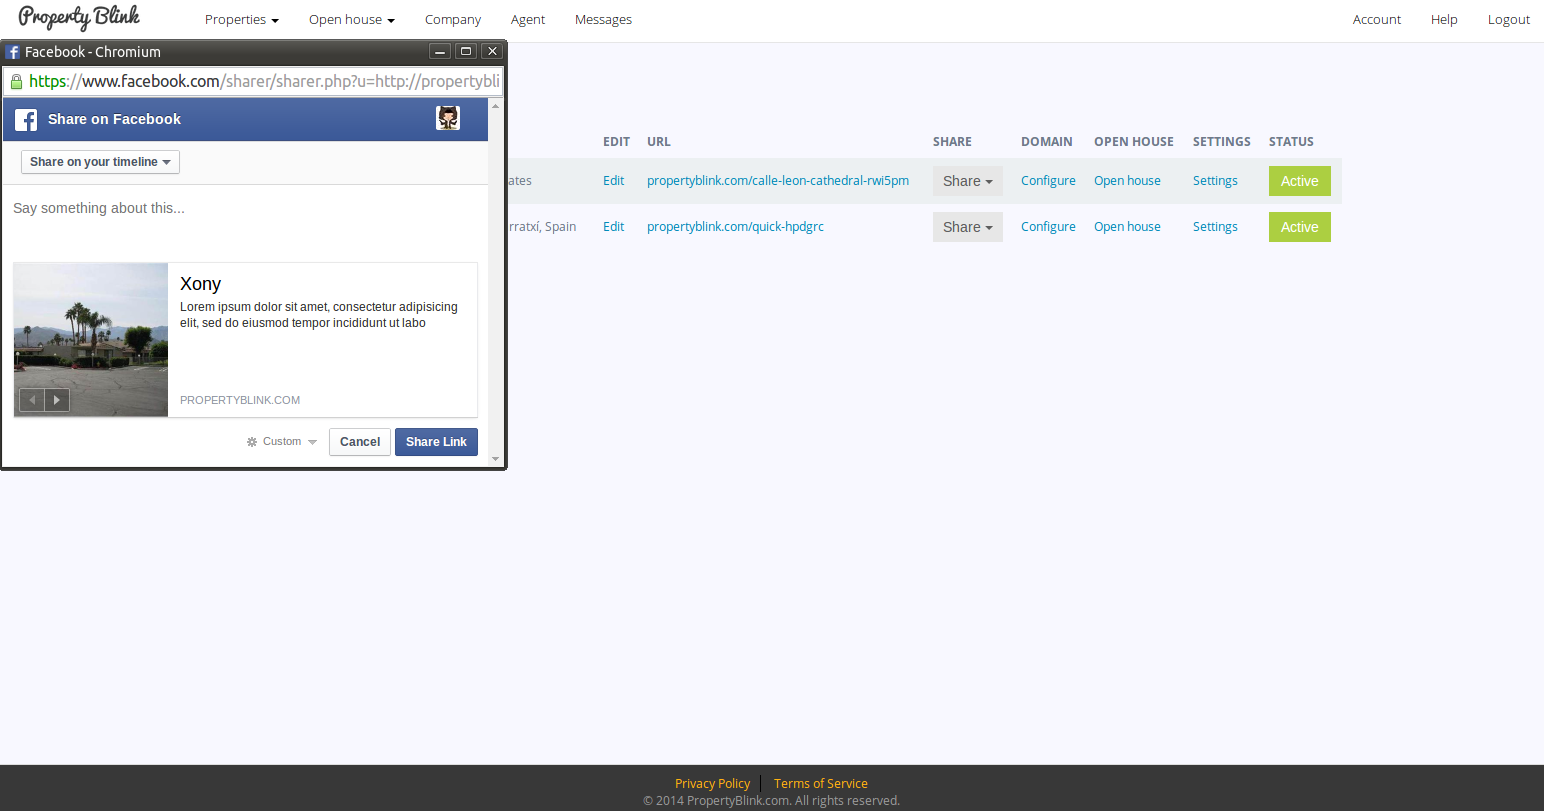 Property Blink
Properties Open house Company Agent Messages Account Help Logout
Facebook - Chromium
https://www.facebook.com/sharer/sharer.php?u=http://propertybli
Share on Facebook
Share on your timeline
Say something about this...
Xony
Lorem ipsum dolor sit amet, consectetur adipisicing
elit, sed do eiusmod tempor incididunt ut labo
PROPERTYBLINK.COM
Custom Cancel Share Link
EDIT URL SHARE DOMAIN OPEN HOUSE SETTINGS STATUS
ates Edit propertyblink.com/calle-leon-cathedral-rwi5pm Share Configure Open house Settings Active
rratxí, Spain Edit propertyblink.com/quick-hpdgrc Share Configure Open house Settings Active
Privacy Policy Terms of Service
© 2014 PropertyBlink.com. All rights reserved.